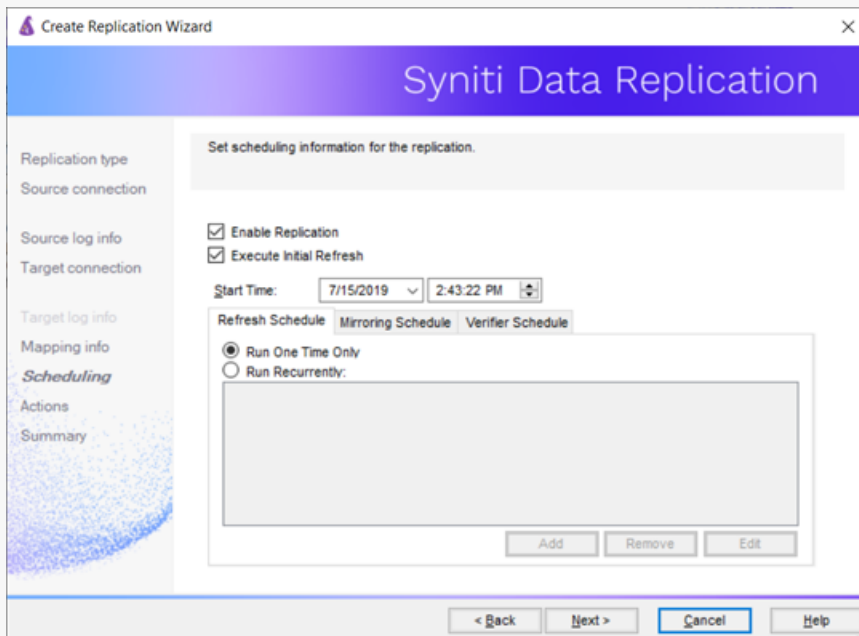 Create Replication Wizard
Syniti Data Replication
Replication type
Source connection
Source log info
Target connection
Target log info
Mapping info
Scheduling
Actions
Summary
Set scheduling information for the replication.
Enable Replication
Execute Initial Refresh
Start Time: 7/15/2019 2:43:22 PM
Refresh Schedule Mirroring Schedule Verifier Schedule
Run One Time Only
Run Recurrently:
Add Remove Edit
< Back Next > Cancel Help